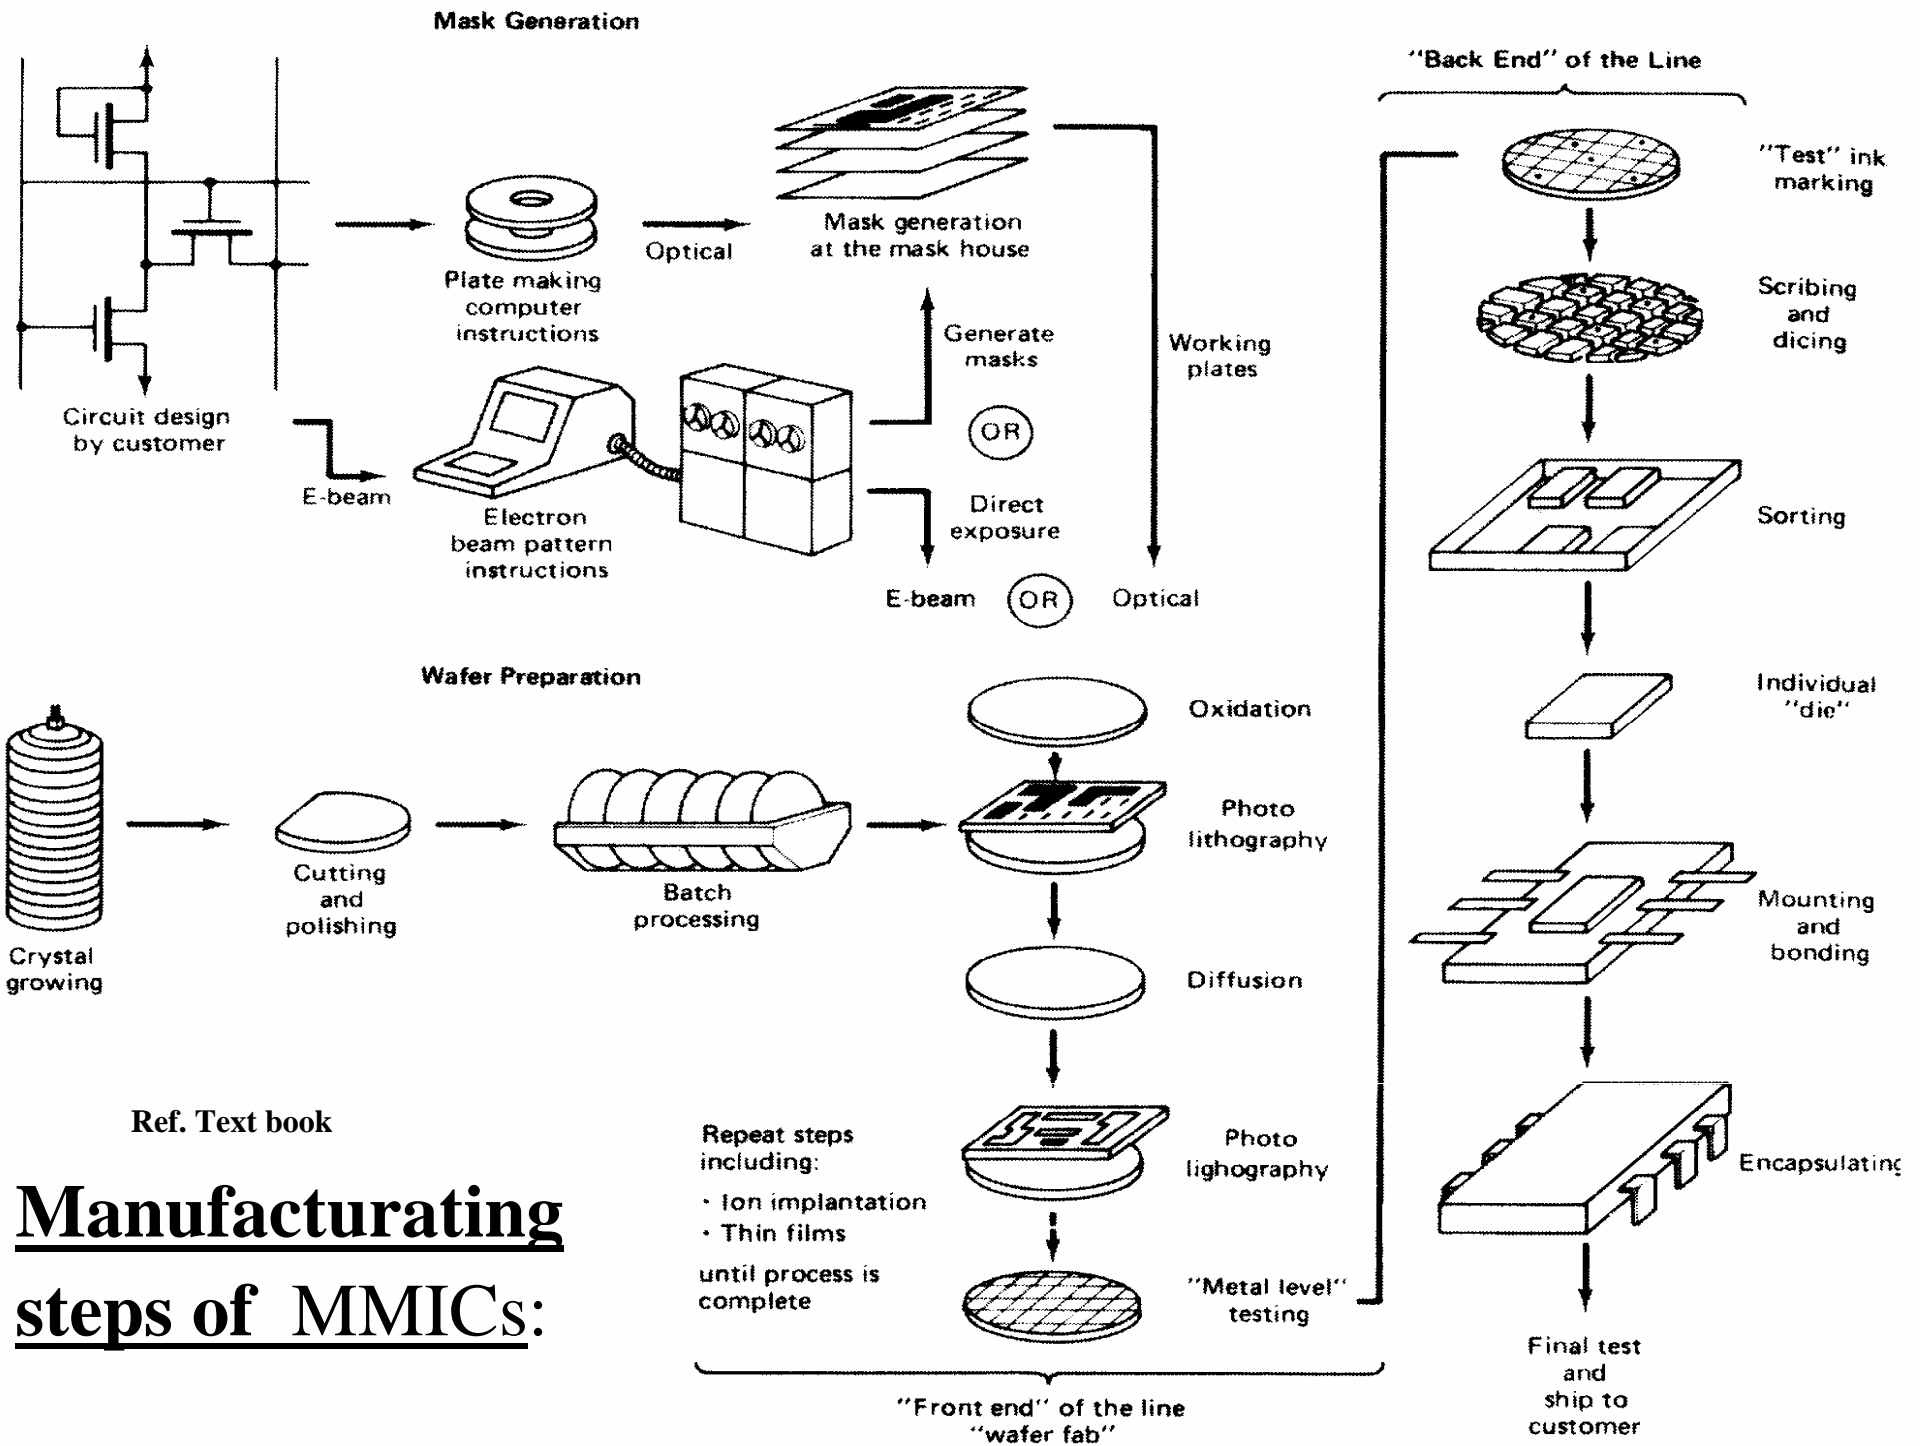 Mask Generation
Circuit design
by customer
Plate making
computer
instructions
Optical
Mask generation
at the mask house
Generate
masks
OR
Working
plates
E-beam
Electron
beam pattern
instructions
Direct
exposure
E-beam
OR
Optical
Wafer Preparation
Crystal
growing
Cutting
and
polishing
Batch
processing
Oxidation
Photo
lithography
Diffusion
Photo
lighography
Repeat steps
including:
· Ion implantation
· Thin films
until process is
complete
"Metal level"
testing
"Front end" of the line
"wafer fab"
"Back End" of the Line
"Test" ink
marking
Scribing
and
dicing
Sorting
Individual
"die"
Mounting
and
bonding
Encapsulating
Final test
and
ship to
customer
Ref. Text book
Manufacturating
steps of MMICs: